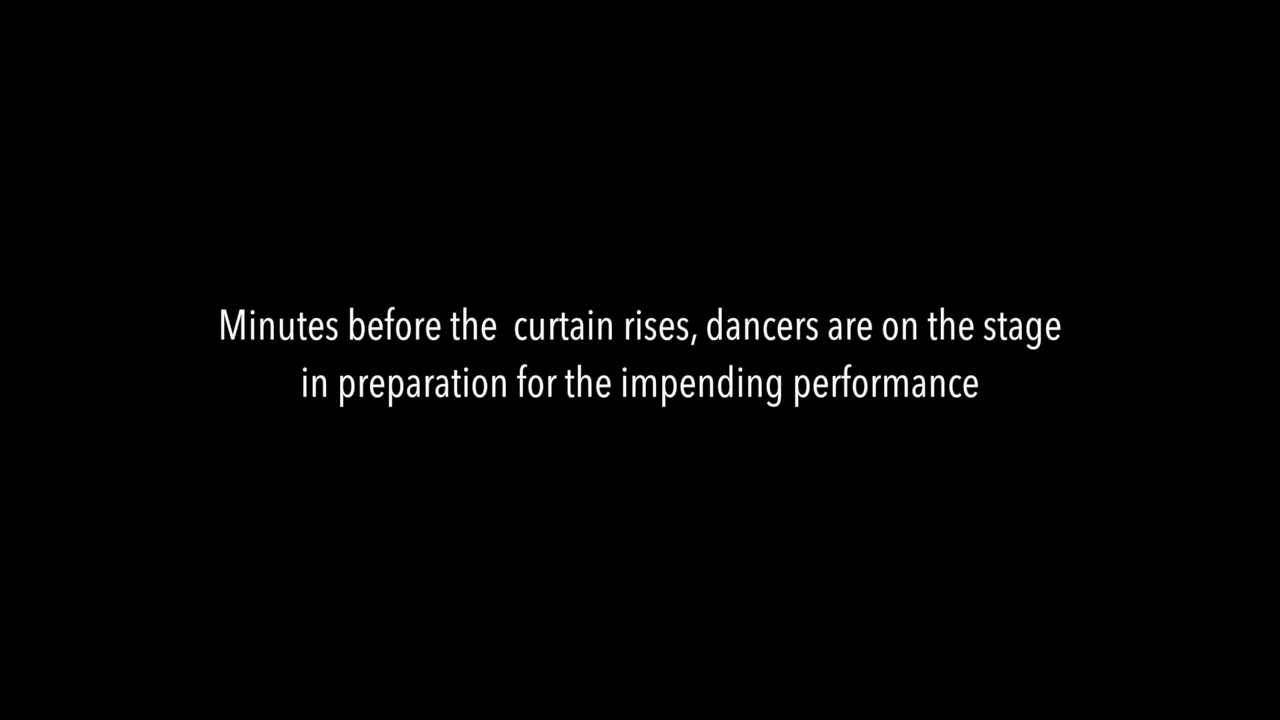 Minutes before the  curtain rises, dancers are on the stage
in preparation for the impending performance